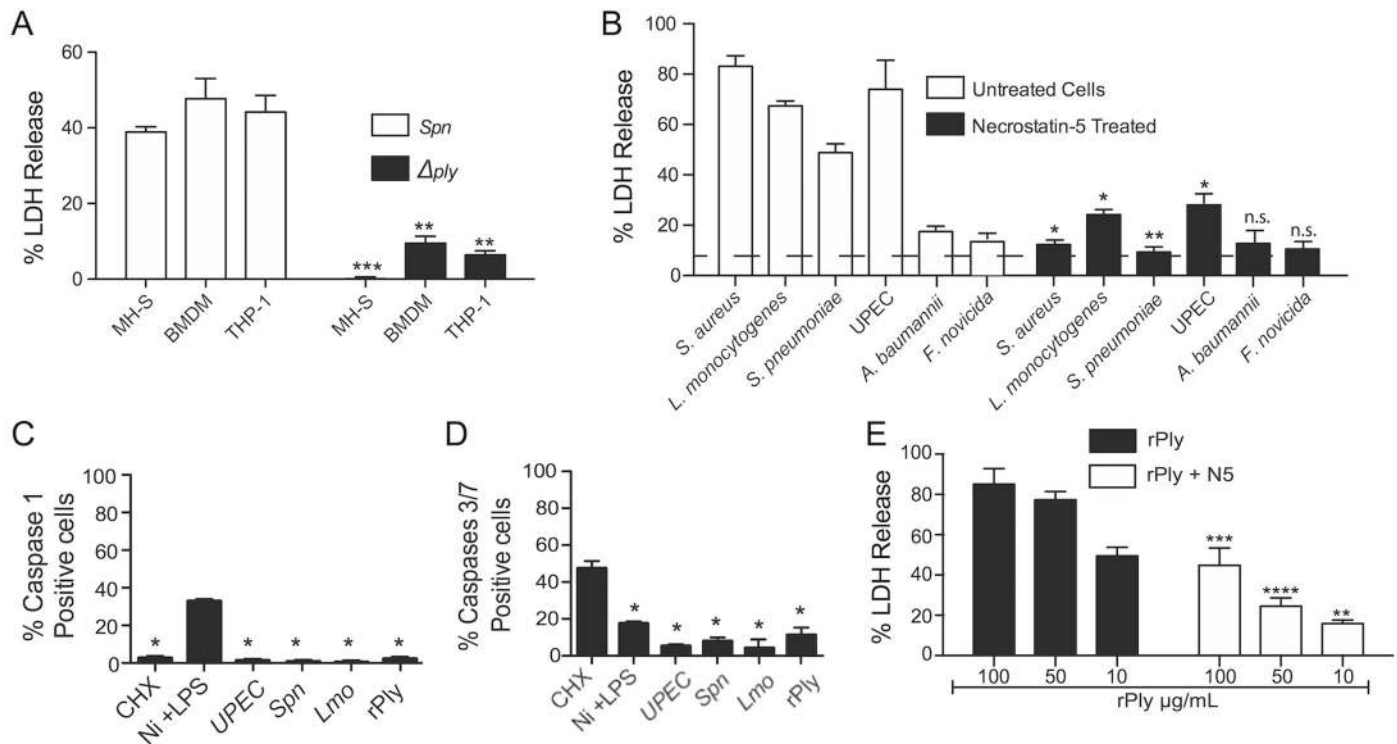 A
% LDH Release
60
40
20
0
Spn
Δply
***
**
**
MH-S
BMDM
THP-1
MH-S
BMDM
THP-1
B
% LDH Release
100
80
60
40
20
0
Untreated Cells
Necrostatin-5 Treated
*
*
**
*
n.s.
n.s.
S. aureus
L. monocytogenes
S. pneumoniae
UPEC
A. baumannii
F. novicida
S. aureus
L. monocytogenes
S. pneumoniae
UPEC
A. baumannii
F. novicida
C
% Caspase 1
Positive cells
100
80
60
40
20
0
*
*
*
*
*
CHX
Ni +LPS
UPEC
Spn
Lmo
rPly
D
% Caspases 3/7
Positive cells
100
80
60
40
20
0
*
*
*
*
*
CHX
Ni +LPS
UPEC
Spn
Lmo
rPly
E
% LDH Release
100
80
60
40
20
0
rPly
rPly + N5
***
****
**
100
50
10
100
50
10
rPly µg/mL